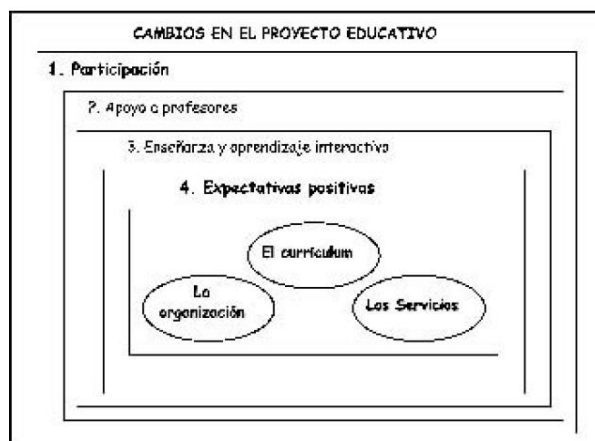 CAMBIOS EN EL PROYECTO EDUCATIVO
1. Participación
2. Apoyo a profesores
3. Enseñanza y aprendizaje interactivo
4. Expectativas positivas
El currículum
La
organización
Los Servicios